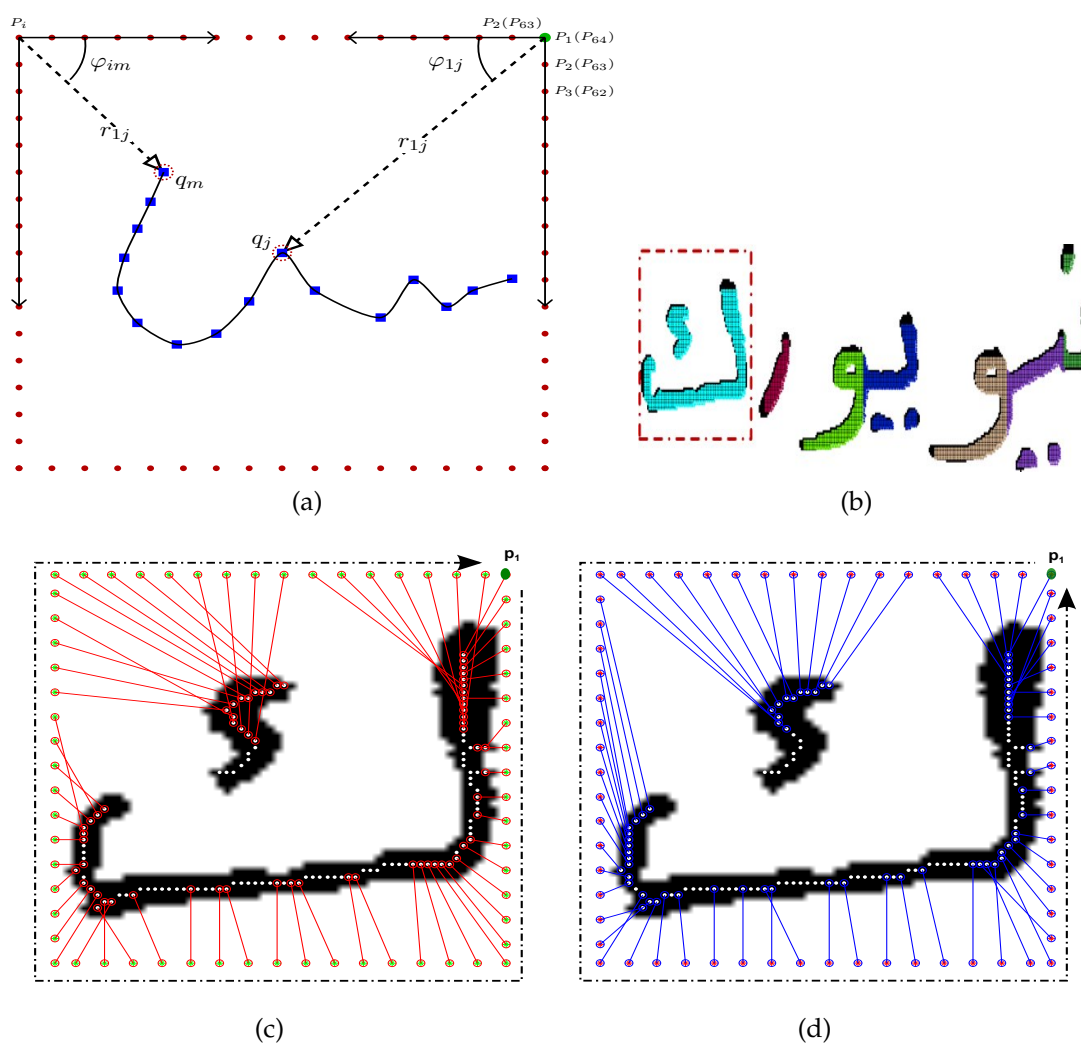 P_i P_2(P_63) P_1(P_64)
φ_im φ_1j P_2(P_63)
P_3(P_62)
r_1j r_1j
q_m
q_j
(a) (b)
p_1 p_1
(c) (d)